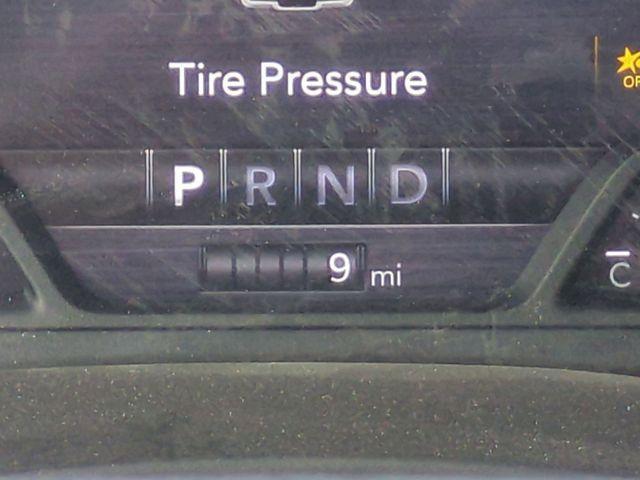 Tire Pressure
P R N D
9 mi
C